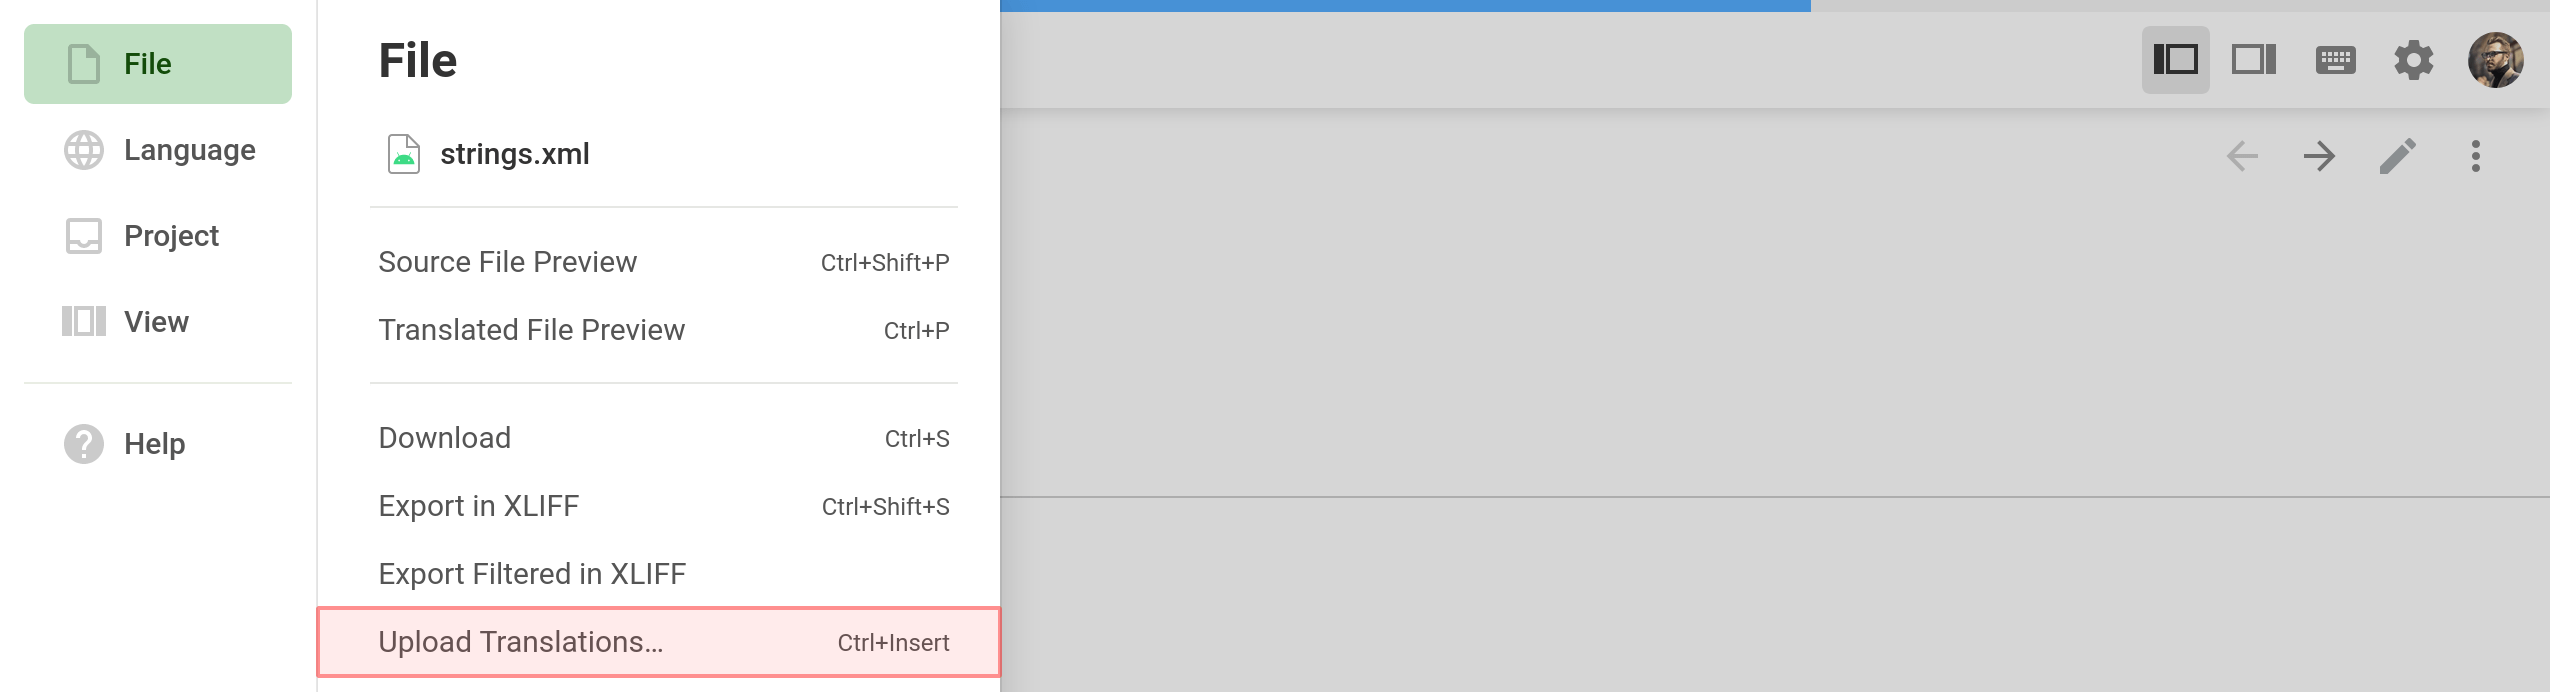 File
Language
Project
View
Help
File
strings.xml
Source File Preview Ctrl+Shift+P
Translated File Preview Ctrl+P
Download Ctrl+S
Export in XLIFF Ctrl+Shift+S
Export Filtered in XLIFF
Upload Translations... Ctrl+Insert